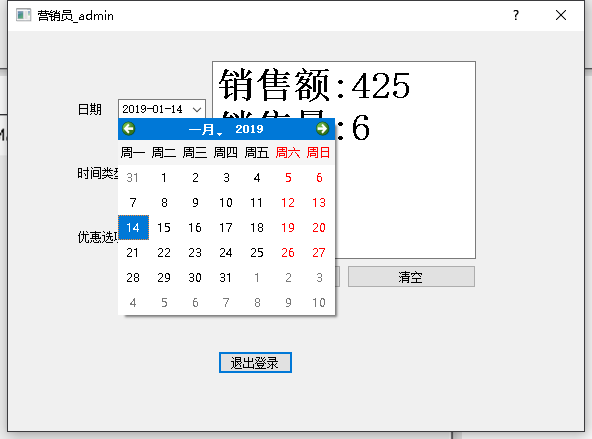 营销员_admin
销售额:425
日期 2019-01-14
:6
一月 2019
周一 周二 周三 周四 周五 周六 周日
31 1 2 3 4 5 6
时间类
7 8 9 10 11 12 13
14 15 16 17 18 19 20
优惠选
21 22 23 24 25 26 27
28 29 30 31 1 2 3
清空
4 5 6 7 8 9 10
退出登录